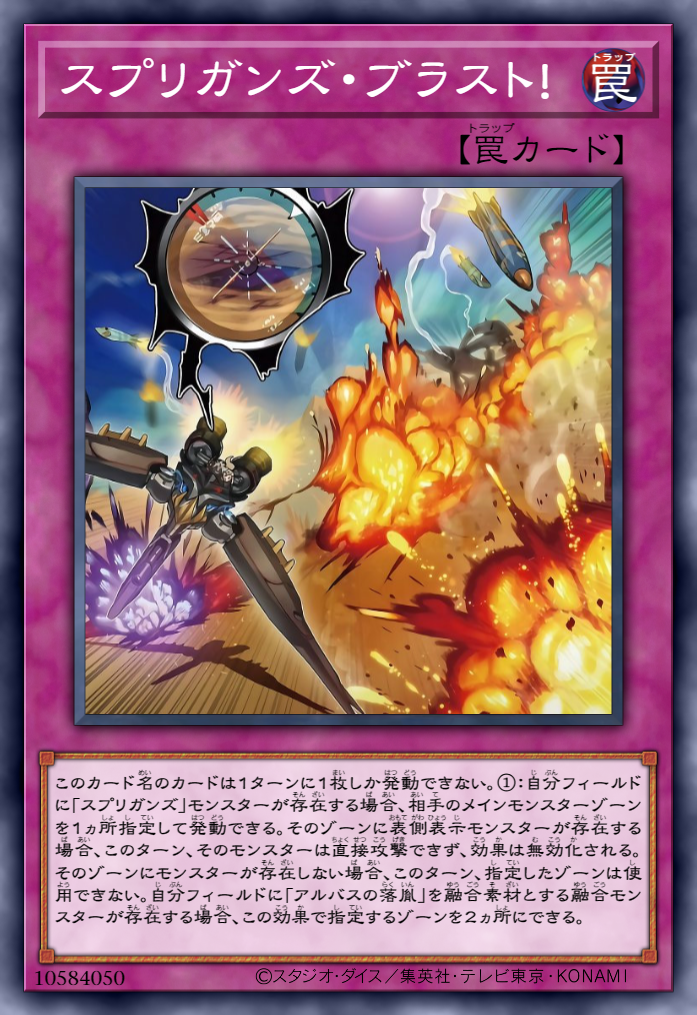 スプリガンズ・ブラスト!
罠
トラップ
【罠カード】
トラップ
このカード名のカードは1ターンに1枚しか発動できない。①:自分フィールド
に「スプリガンズ」モンスターが存在する場合、相手のメインモンスターゾーン
を1ヵ所指定して発動できる。そのゾーンに表側表示モンスターが存在する
場合、このターン、そのモンスターは直接攻撃できず、効果は無効化される。
そのゾーンにモンスターが存在しない場合、このターン、指定したゾーンは使
用できない。自分フィールドに「アルバスの落胤」を融合素材とする融合モン
スターが存在する場合、この効果で指定するゾーンを2ヵ所にできる。
10584050
©スタジオ・ダイス/集英社・テレビ東京・KONAMI